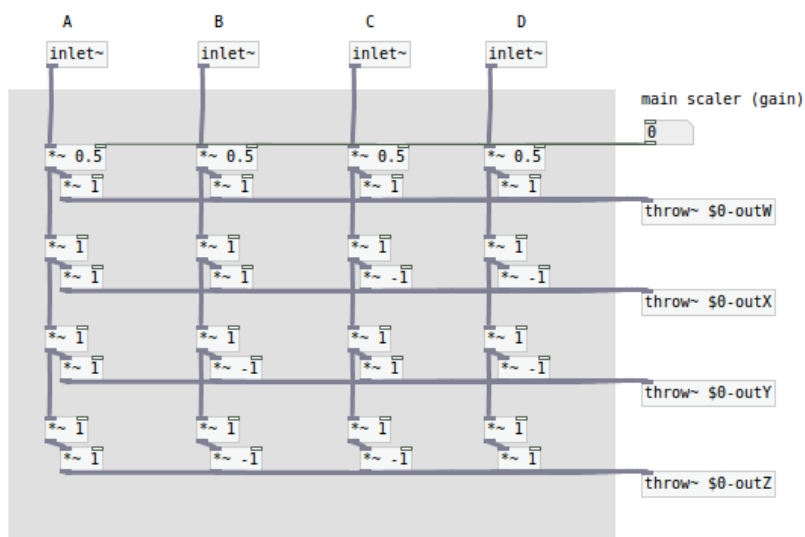 A B C D
inlet~ inlet~ inlet~ inlet~
main scaler (gain)
0
*~ 0.5 *~ 0.5 *~ 0.5 *~ 0.5
*~ 1 *~ 1 *~ 1 *~ 1
throw~ $0-outW
*~ 1 *~ 1 *~ 1 *~ 1
*~ 1 *~ 1 *~ -1 *~ -1
throw~ $0-outX
*~ 1 *~ 1 *~ 1 *~ 1
*~ 1 *~ -1 *~ 1 *~ -1
throw~ $0-outY
*~ 1 *~ 1 *~ 1 *~ 1
*~ 1 *~ -1 *~ -1 *~ 1
throw~ $0-outZ